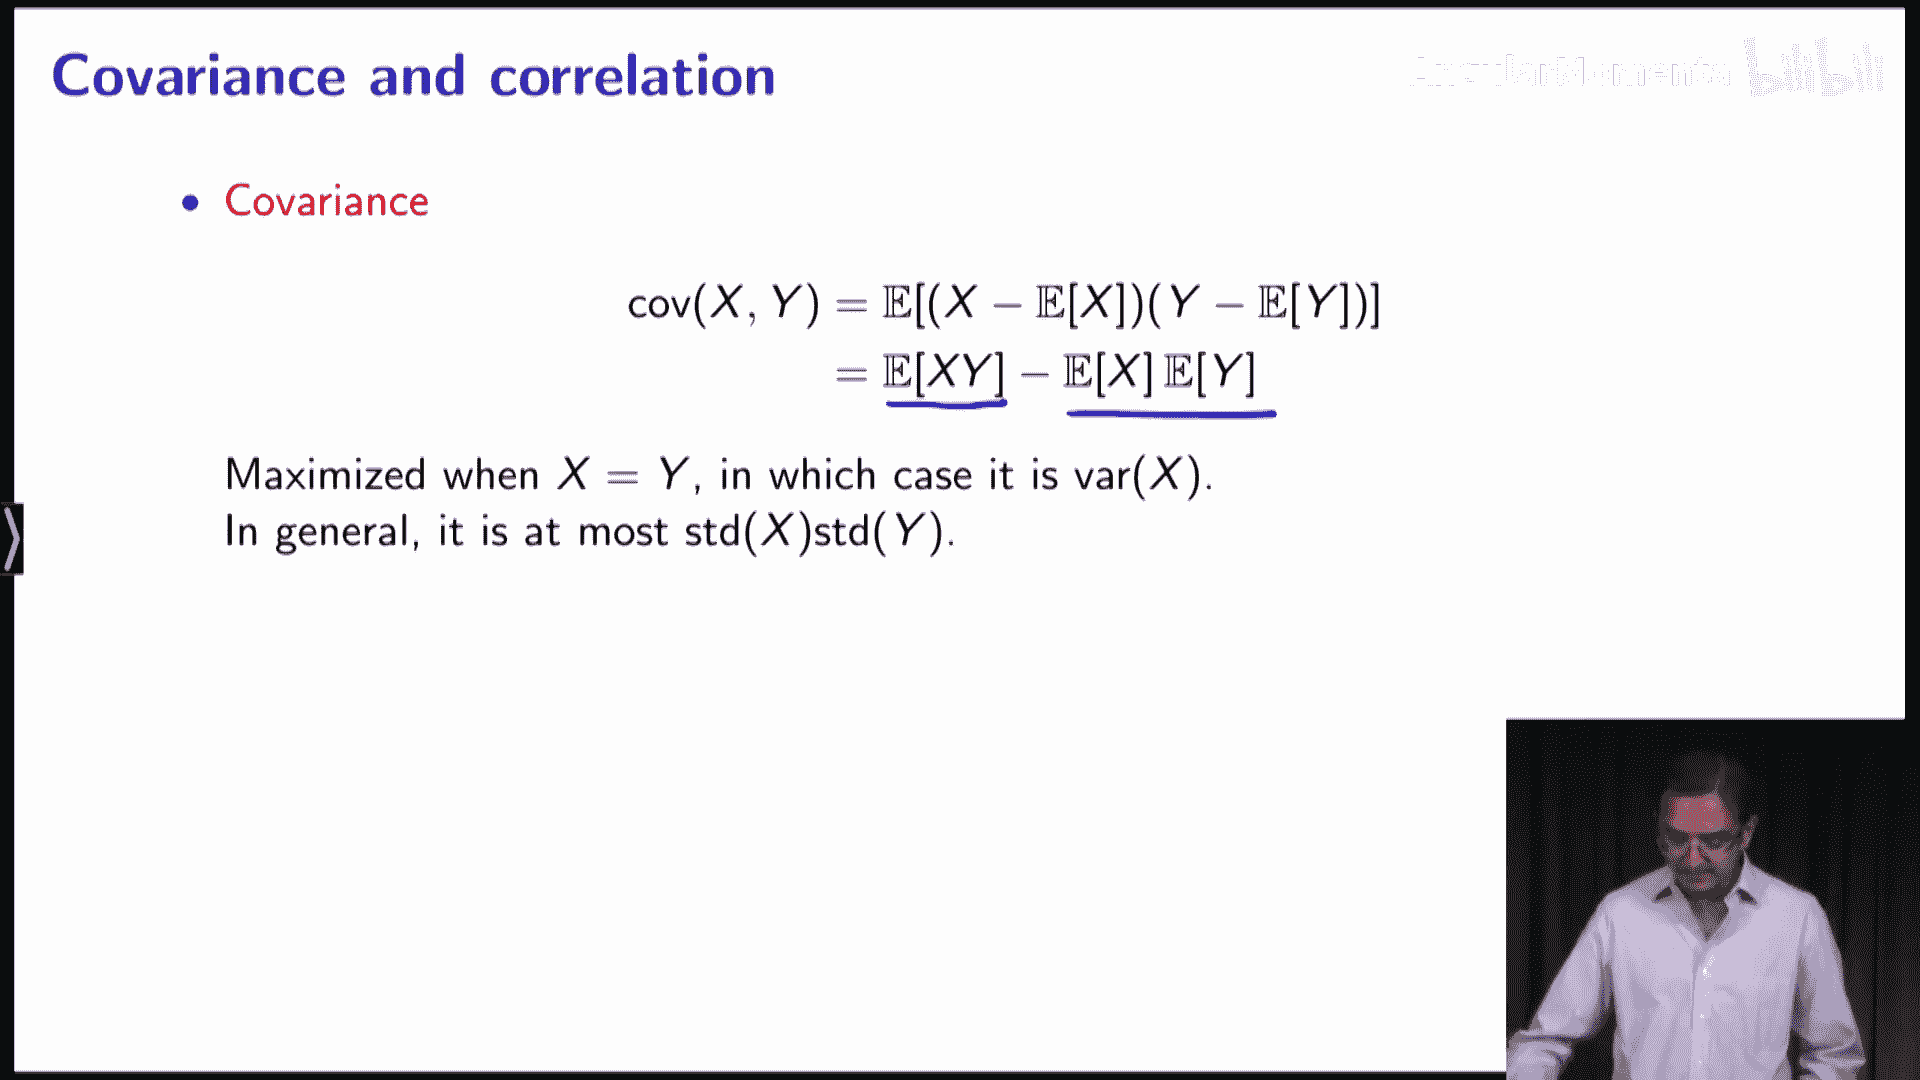 Covariance and correlation
bilibili
• Covariance
cov(X, Y) = 𝔼[(X − 𝔼[X])(Y − 𝔼[Y])]
= 𝔼[XY] − 𝔼[X] 𝔼[Y]
Maximized when X = Y, in which case it is var(X).
In general, it is at most std(X)std(Y).